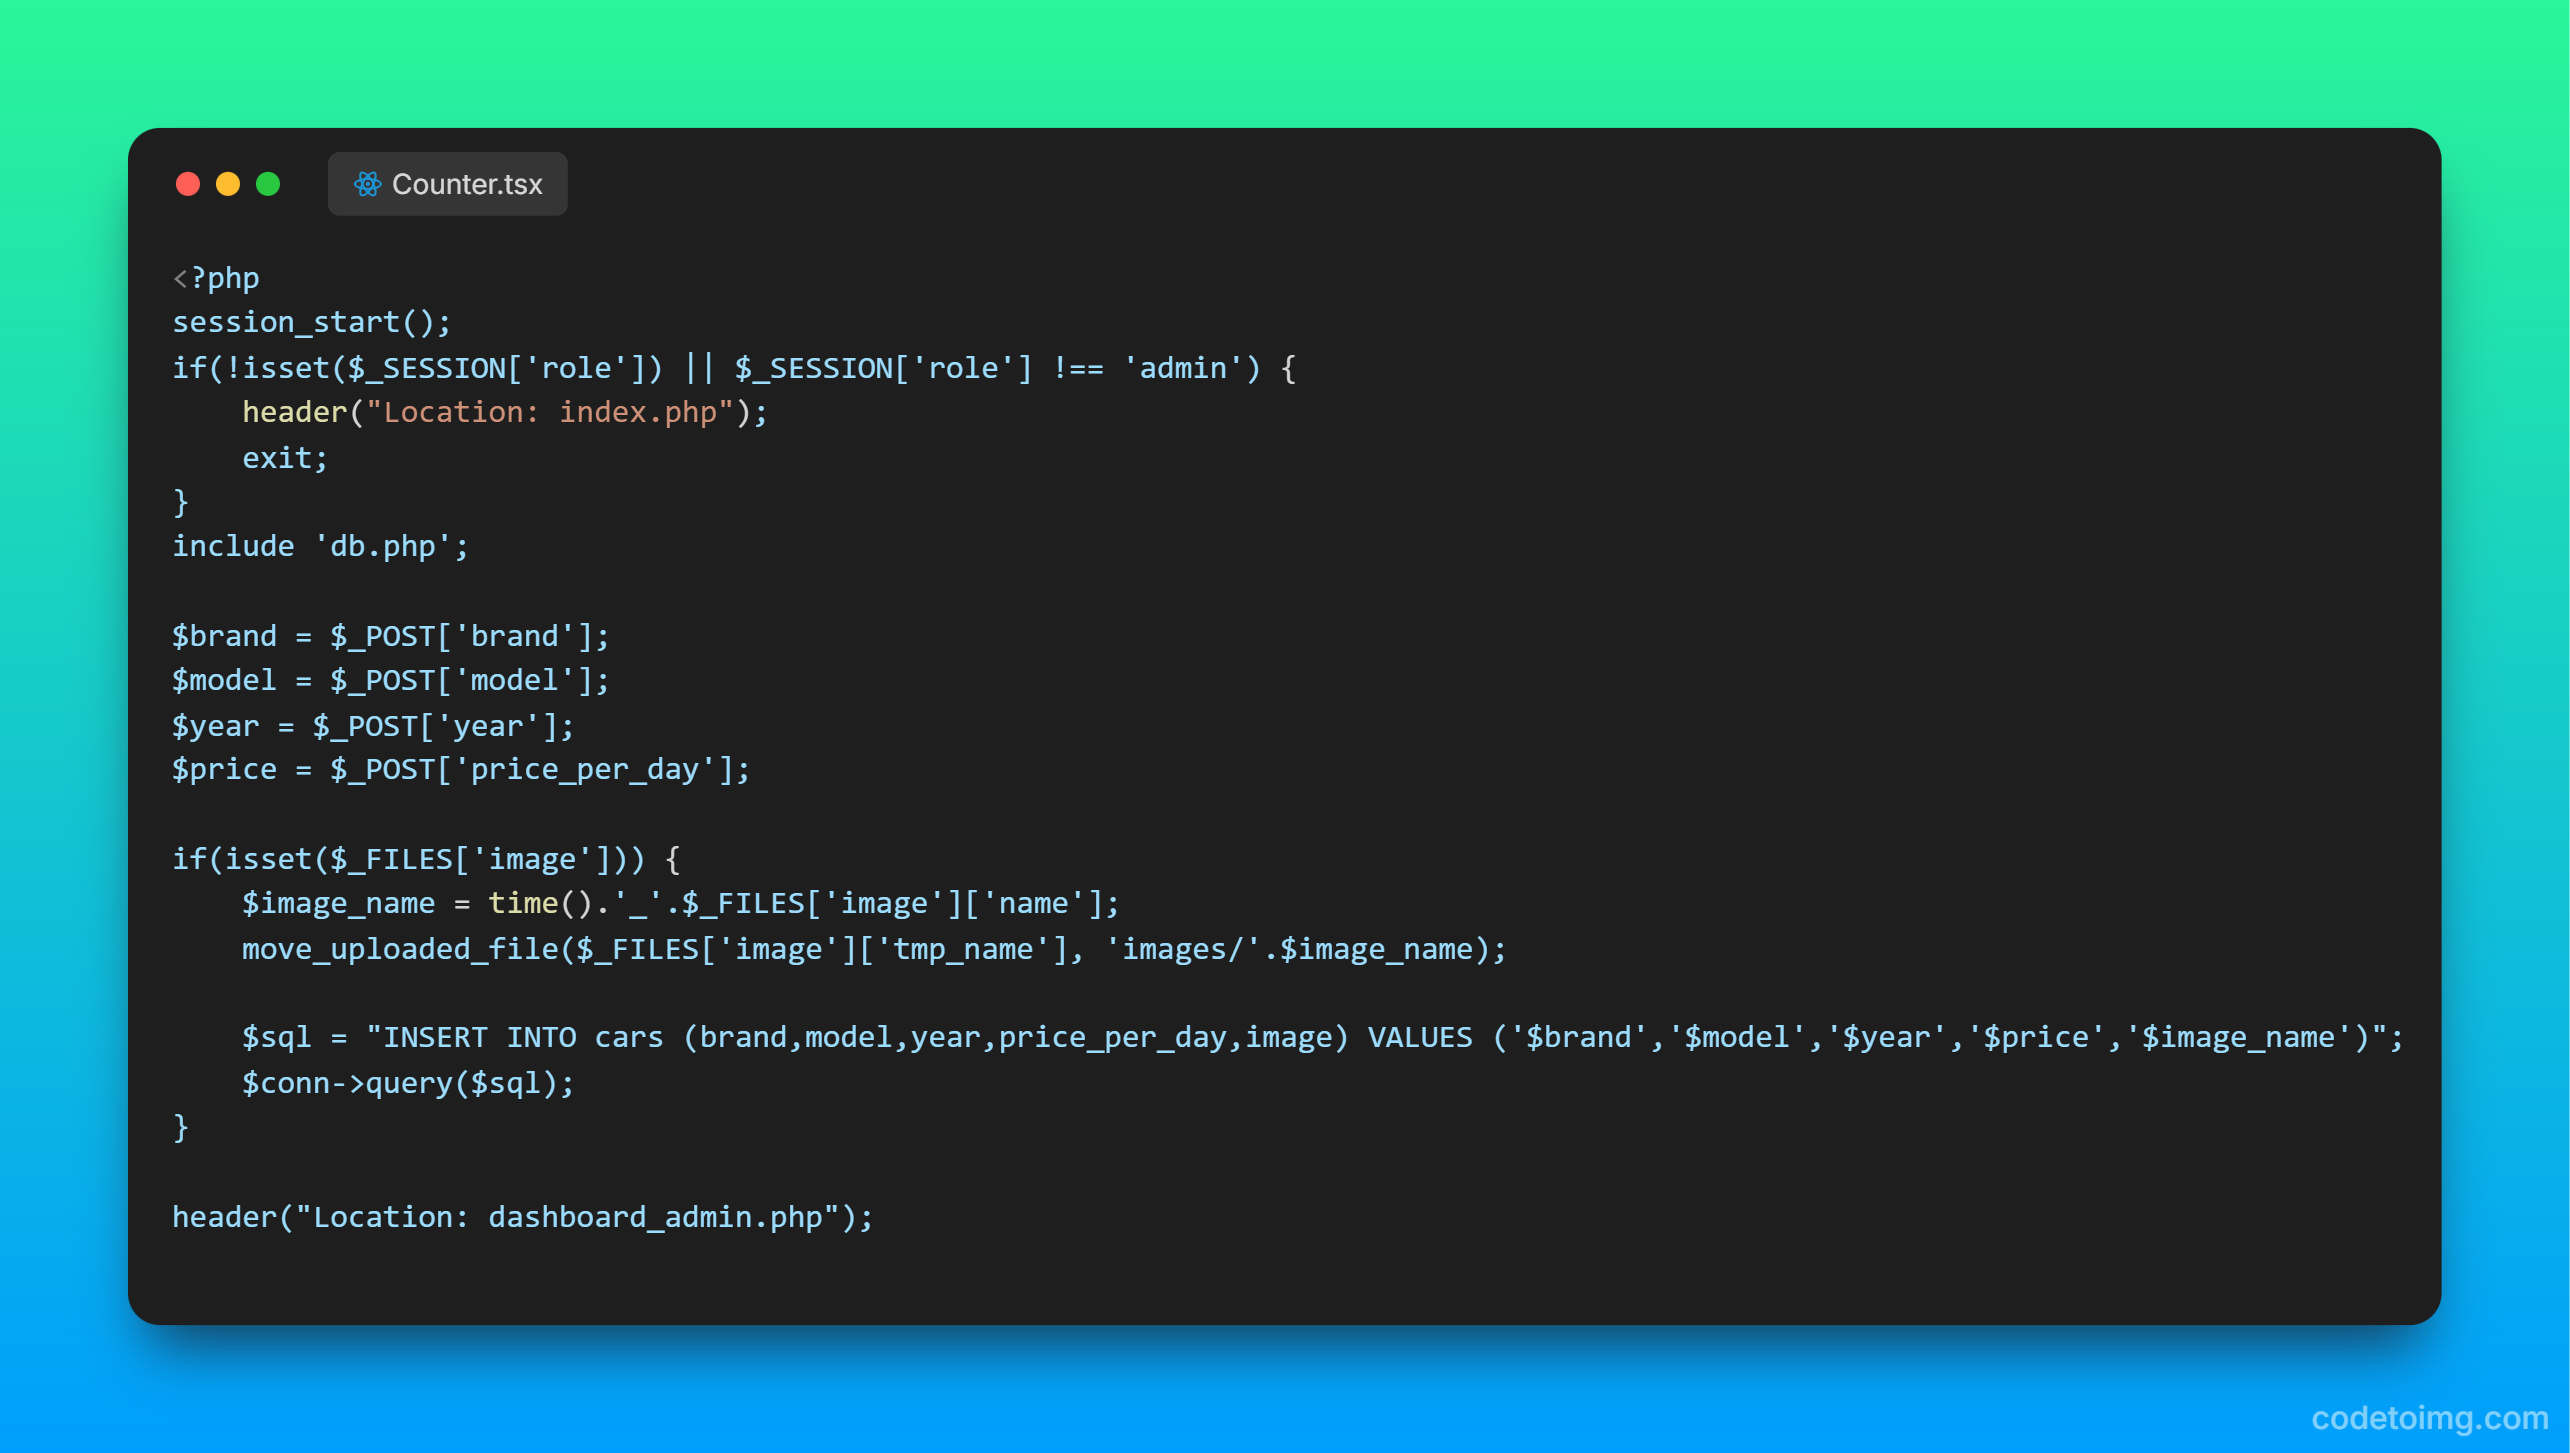 Counter.tsx
<?php
session_start();
if(!isset($_SESSION['role']) || $_SESSION['role'] !== 'admin') {
    header("Location: index.php");
    exit;
}
include 'db.php';

$brand = $_POST['brand'];
$model = $_POST['model'];
$year = $_POST['year'];
$price = $_POST['price_per_day'];

if(isset($_FILES['image'])) {
    $image_name = time().'_'.$_FILES['image']['name'];
    move_uploaded_file($_FILES['image']['tmp_name'], 'images/'.$image_name);

    $sql = "INSERT INTO cars (brand,model,year,price_per_day,image) VALUES ('$brand','$model','$year','$price','$image_name')";
    $conn->query($sql);
}

header("Location: dashboard_admin.php");
codetoimg.com